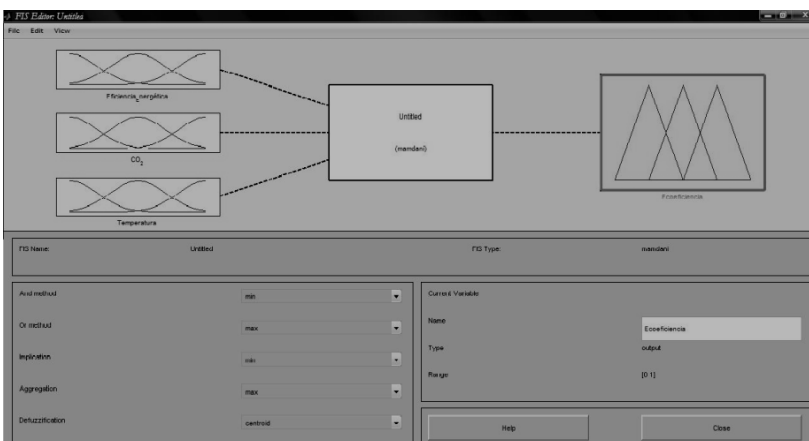 FIS Editor: Untitled
File Edit View
Eficiencia_energética
CO2
Temperatura
Untitled
(mamdani)
Ecoeficiencia
FIS Name: Untitled FIS Type: mamdani
And method min
Or method max
Implication min
Aggregation max
Defuzzification centroid
Current Variable
Name Ecoeficiencia
Type output
Range [0 1]
Help Close